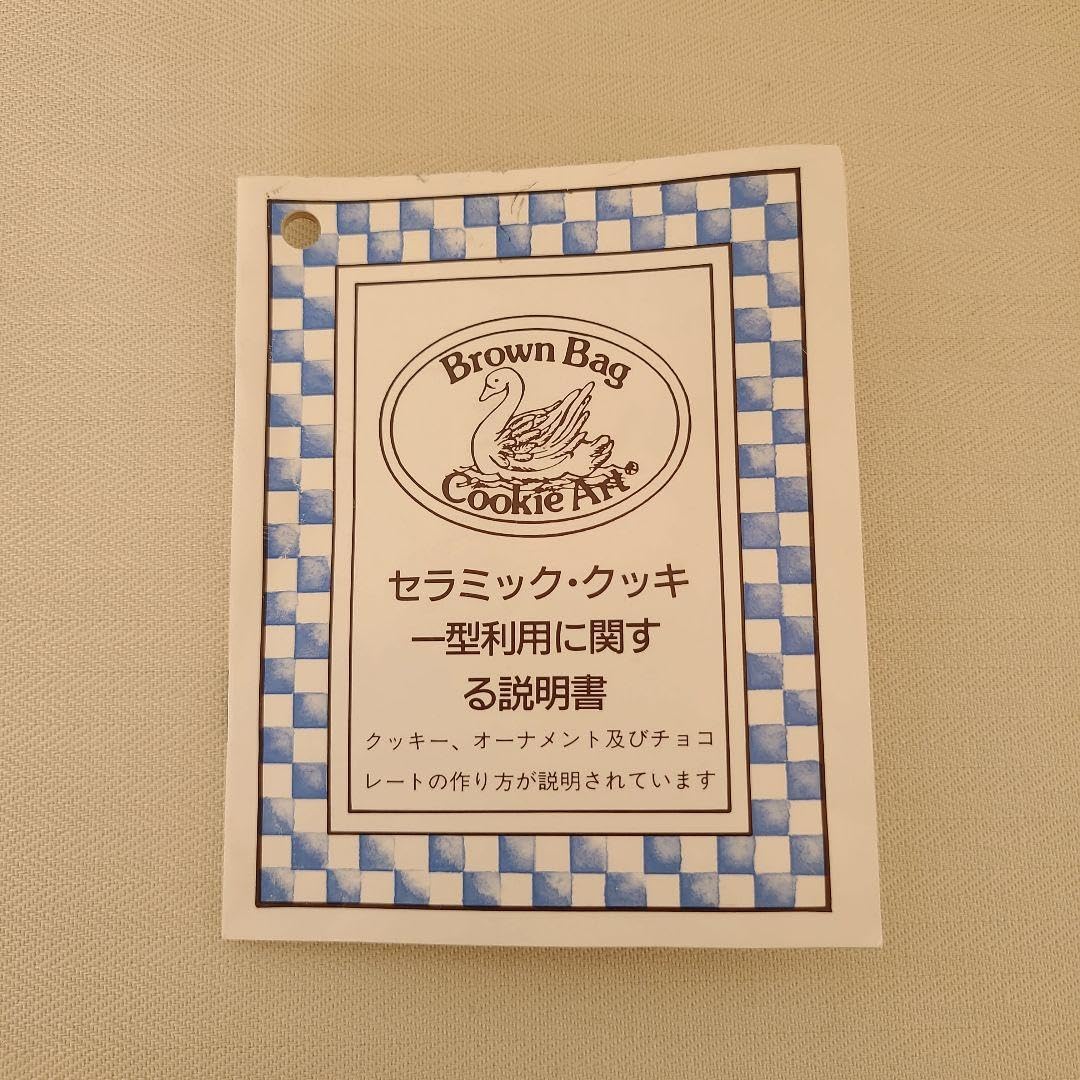 Brown Bag
Cookie Art®
セラミック・クッキ
ー型利用に関す
る説明書
クッキー、オーナメント及びチョコ
レートの作り方が説明されています